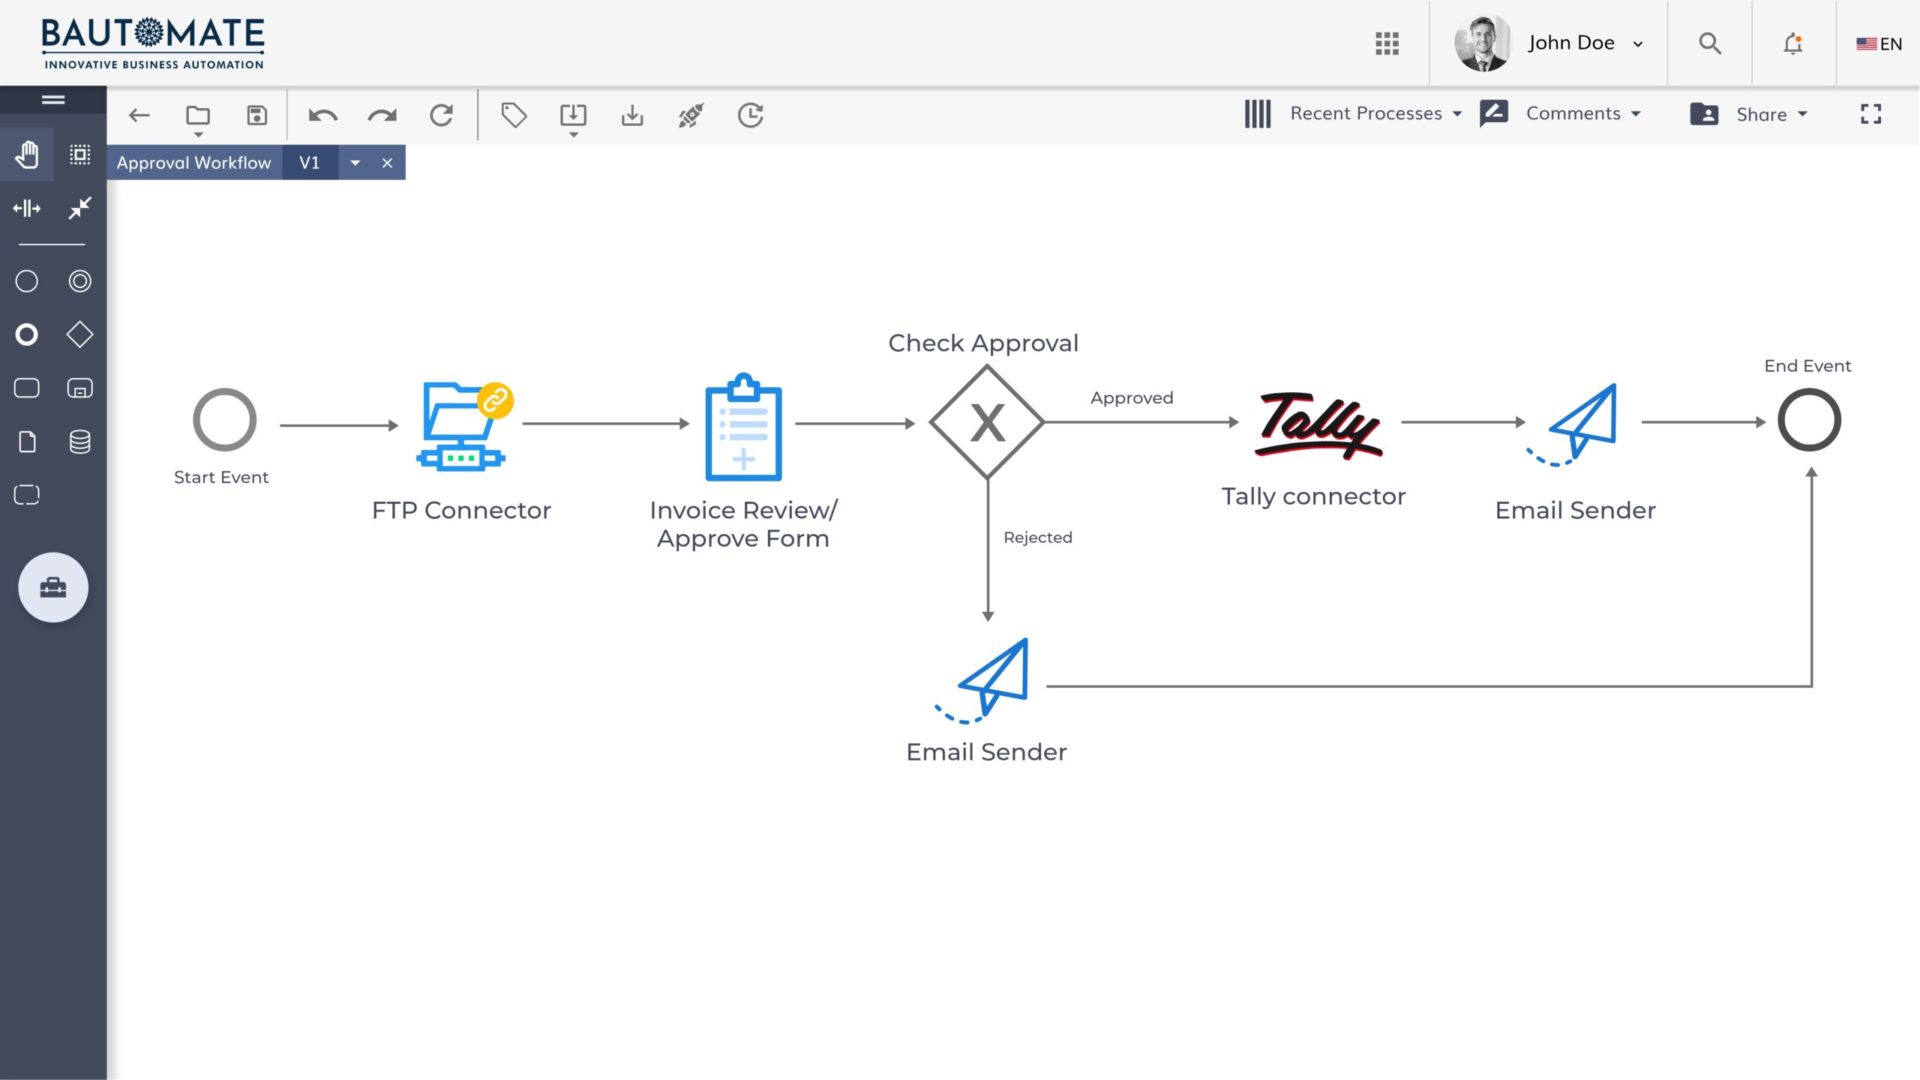 BAUTOMATE
INNOVATIVE BUSINESS AUTOMATION
John Doe
EN
Recent Processes
Comments
Share
Approval Workflow V1
Check Approval
X
Approved
Rejected
Start Event
FTP Connector
Invoice Review/
Approve Form
Tally
Tally connector
Email Sender
End Event
Email Sender